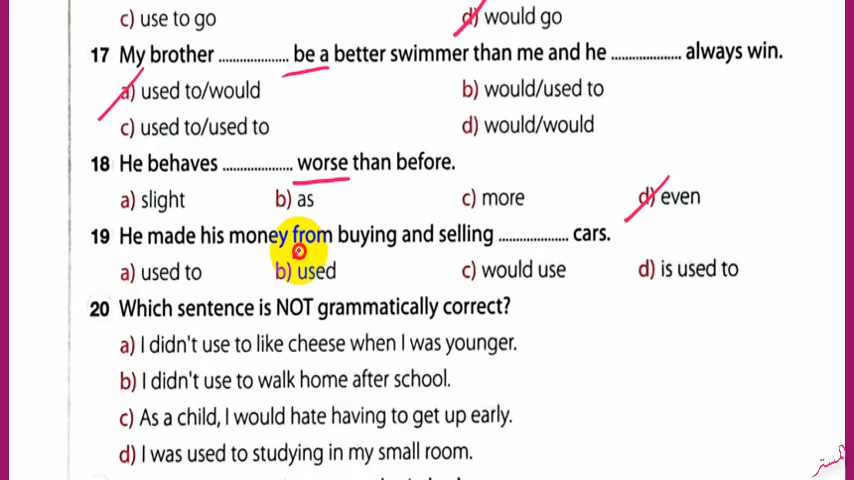 c) use to go d) would go
17 My brother .................... be a better swimmer than me and he .................... always win.
a) used to/would b) would/used to
c) used to/used to d) would/would
18 He behaves .................... worse than before.
a) slight b) as c) more d) even
19 He made his money from buying and selling .................... cars.
a) used to b) used c) would use d) is used to
20 Which sentence is NOT grammatically correct?
a) I didn't use to like cheese when I was younger.
b) I didn't use to walk home after school.
c) As a child, I would hate having to get up early.
d) I was used to studying in my small room.